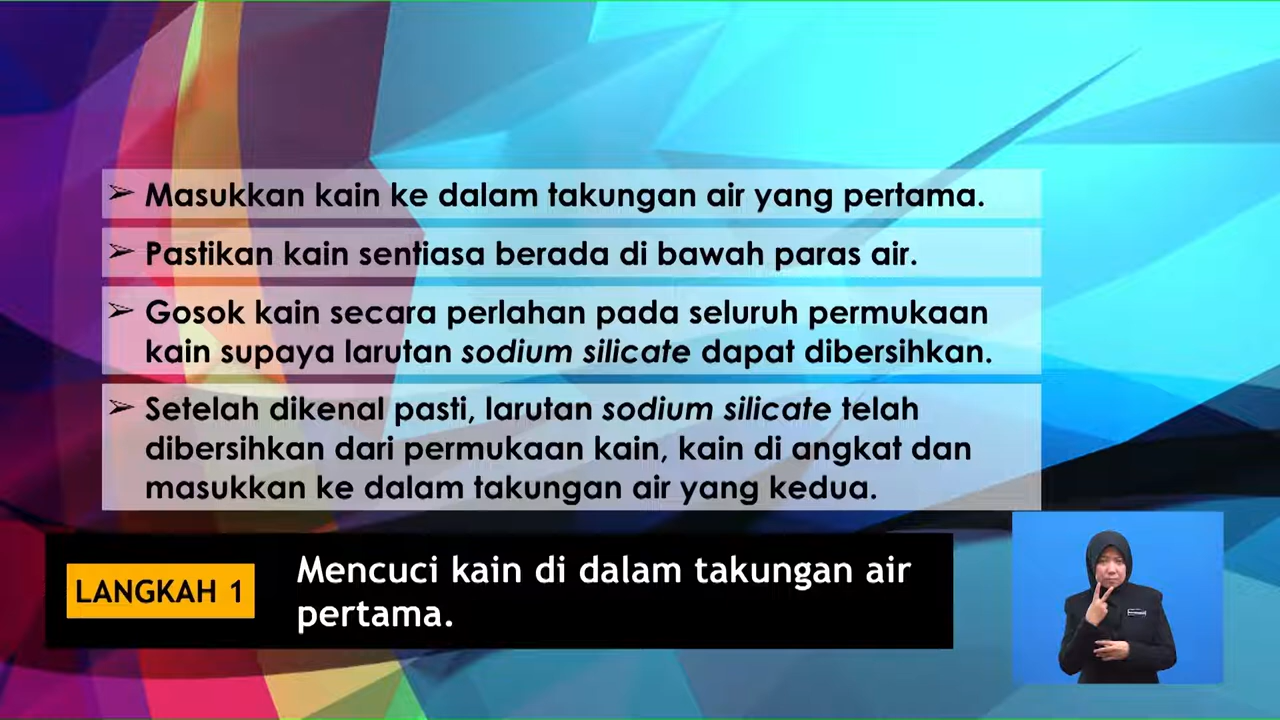 ➢ Masukkan kain ke dalam takungan air yang pertama.
➢ Pastikan kain sentiasa berada di bawah paras air.
➢ Gosok kain secara perlahan pada seluruh permukaan
kain supaya larutan sodium silicate dapat dibersihkan.
➢ Setelah dikenal pasti, larutan sodium silicate telah
dibersihkan dari permukaan kain, kain di angkat dan
masukkan ke dalam takungan air yang kedua.
LANGKAH 1
Mencuci kain di dalam takungan air
pertama.